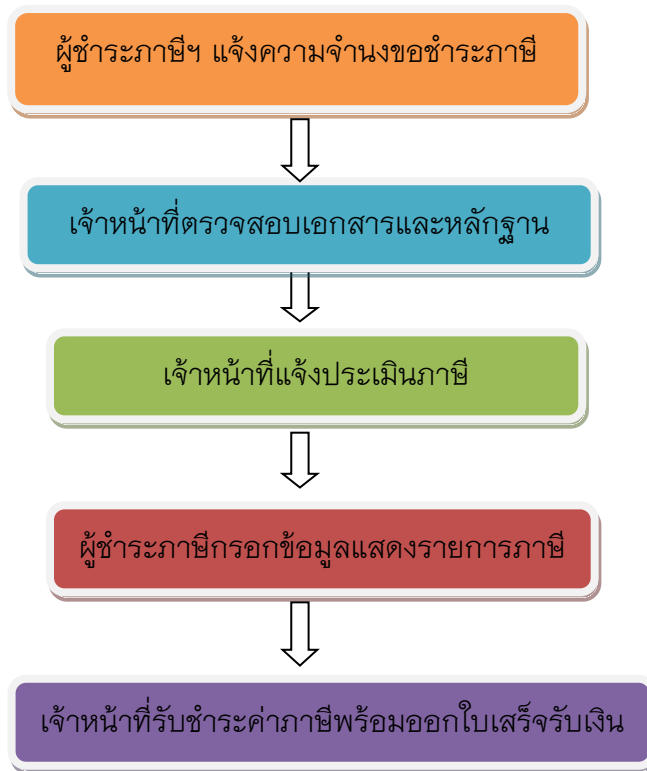 ผู้ชำระภาษีฯ แจ้งความจำนงขอชำระภาษี
เจ้าหน้าที่ตรวจสอบเอกสารและหลักฐาน
เจ้าหน้าที่แจ้งประเมินภาษี
ผู้ชำระภาษีกรอกข้อมูลแสดงรายการภาษี
เจ้าหน้าที่รับชำระค่าภาษีพร้อมออกใบเสร็จรับเงิน